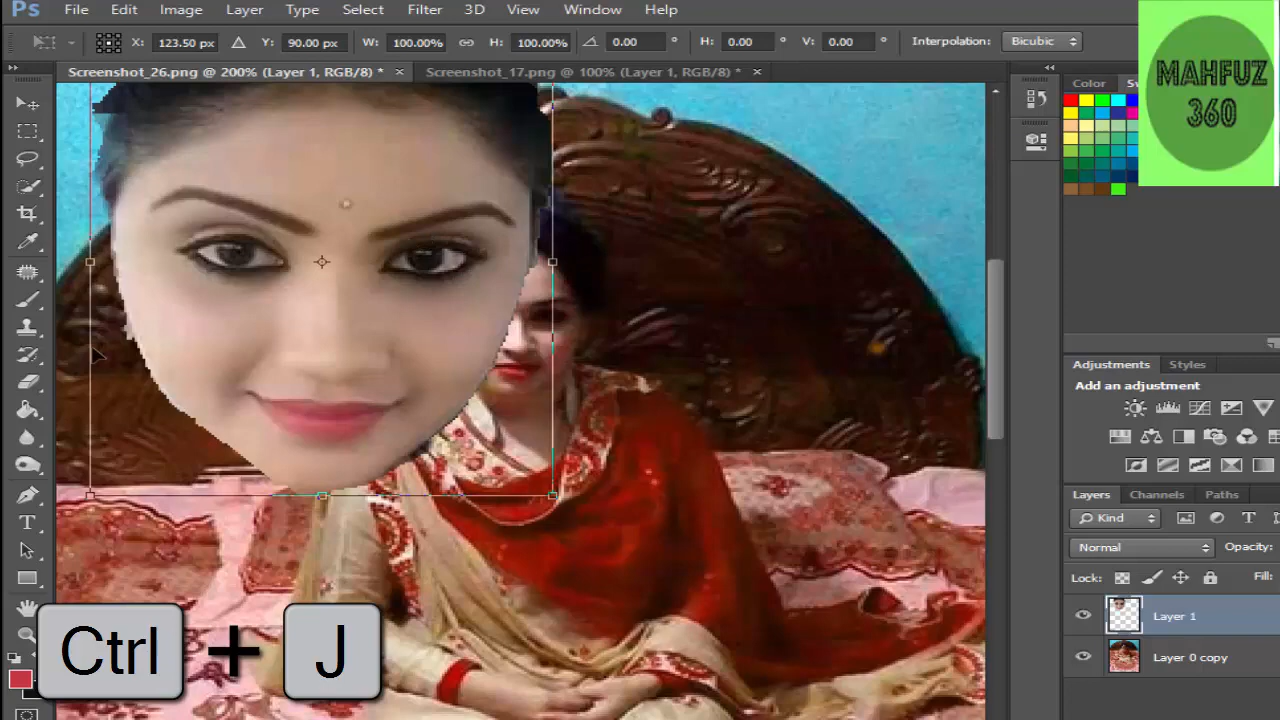 Ps File Edit Image Layer Type Select Filter 3D View Window Help
X: 123.50 px Y: 90.00 px W: 100.00% H: 100.00% 0.00 ° H: 0.00 ° V: 0.00 ° Interpolation: Bicubic
Screenshot_26.png @ 200% (Layer 1, RGB/8) * × Screenshot_17.png @ 100% (Layer 1, RGB/8) * ×
MAHFUZ
360
Color
Adjustments Styles
Add an adjustment
Layers Channels Paths
Kind
Normal Opacity:
Lock: Fill:
Layer 1
Layer 0 copy
Ctrl + J